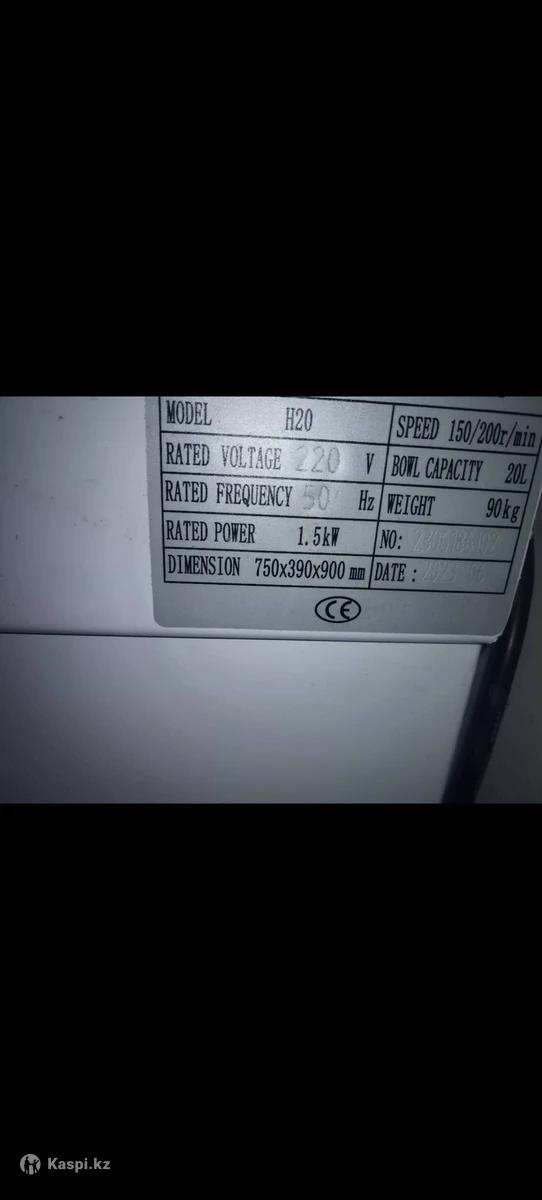 MODEL H20
SPEED 150/200r/min
RATED VOLTAGE 220 V
BOWL CAPACITY 20L
RATED FREQUENCY 50 Hz
WEIGHT 90kg
RATED POWER 1.5kW
NO:
DIMENSION 750x390x900 mm
DATE: 2023
CE
Kaspi.kz